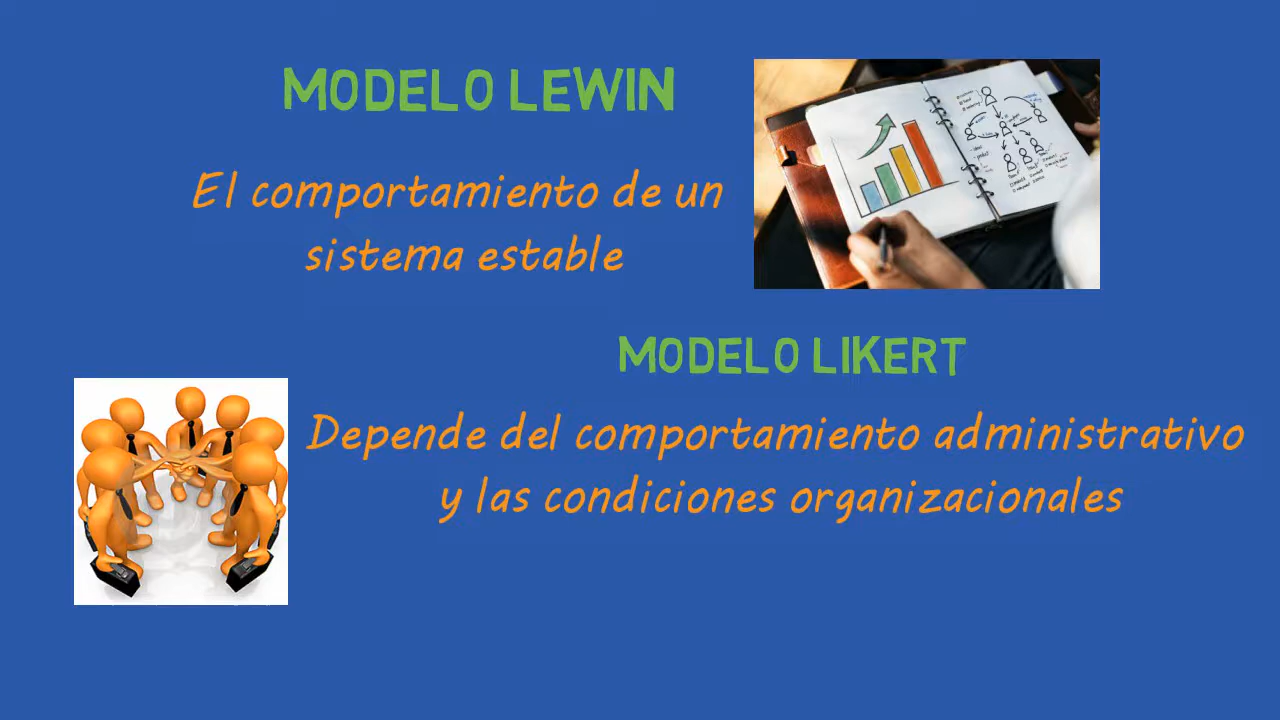 MODELO LEWIN
El comportamiento de un
sistema estable
MODELO LIKERT
Depende del comportamiento administrativo
y las condiciones organizacionales